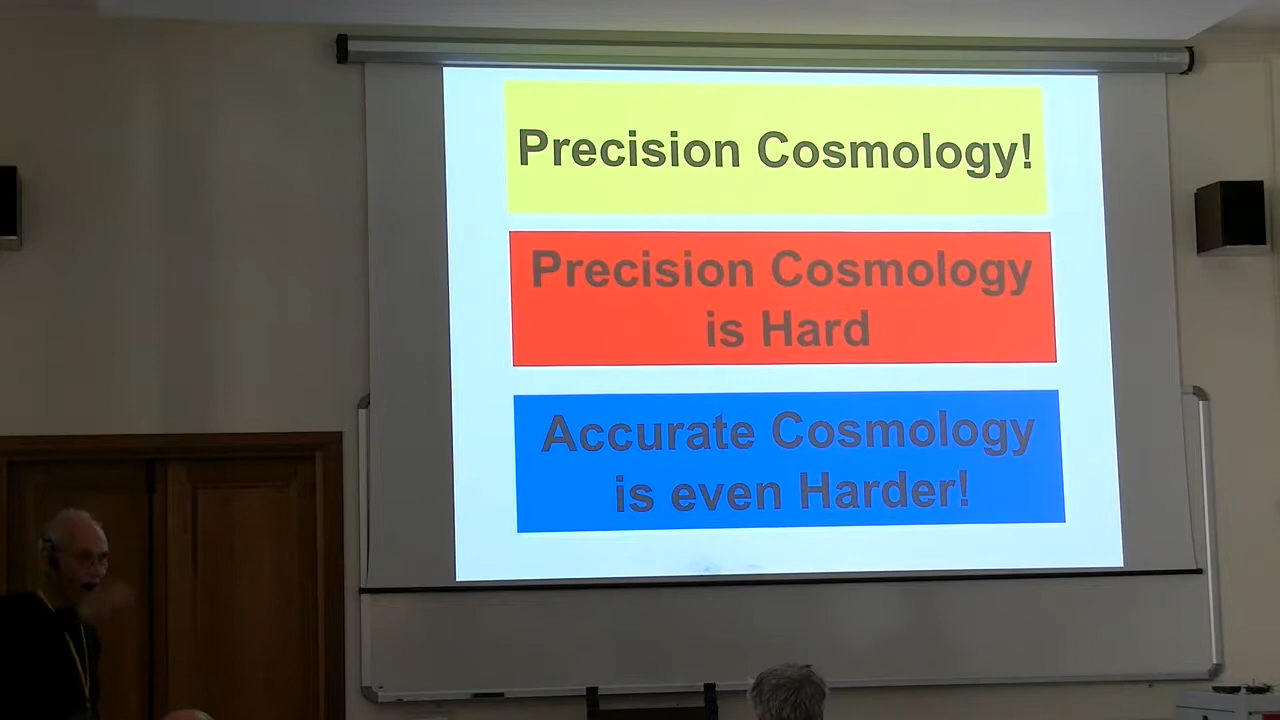 Precision Cosmology!
Precision Cosmology
is Hard
Accurate Cosmology
is even Harder!